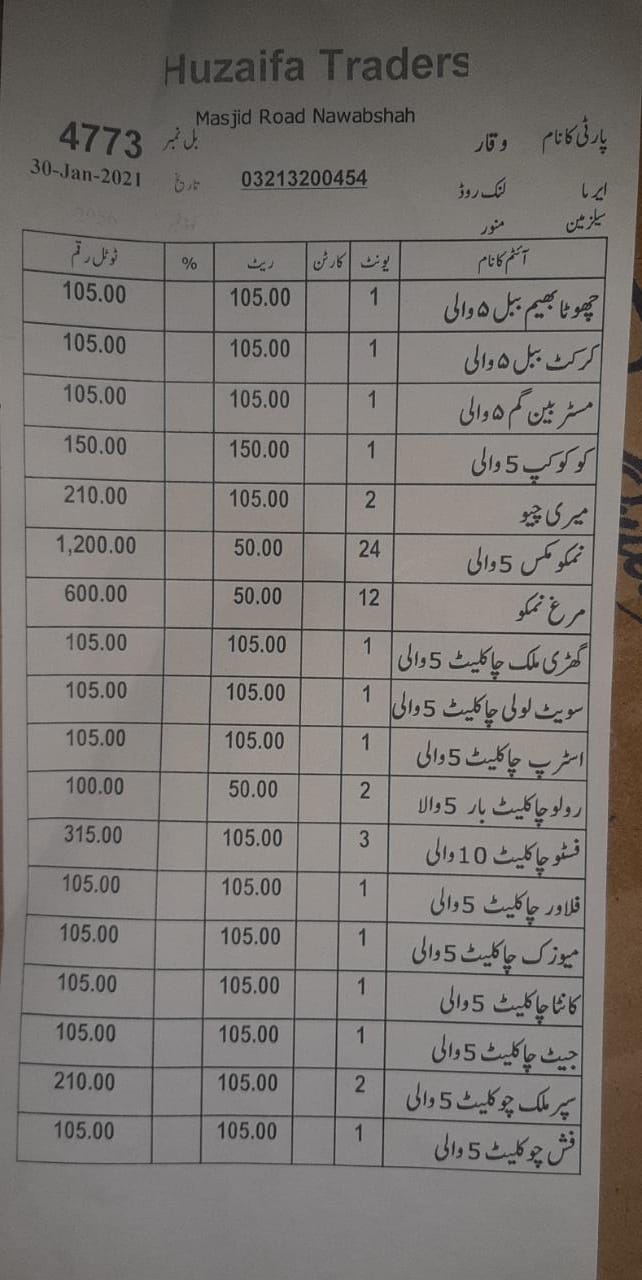 Huzaifa Traders
Masjid Road Nawabshah
پارٹی کا نام وقار بل نمبر 4773
ایریا لنک روڈ 03213200454 تاریخ 30-Jan-2021
سیلزمین منور
آئٹم کا نام یونٹ کارٹن ریٹ % ٹوٹل رقم
چھوٹا بھیم ببل ۵ والی 1 105.00 105.00
کرکٹ ببل ۵ والی 1 105.00 105.00
مسٹر بین گم ۵ والی 1 105.00 105.00
کوکوکپ 5 والی 1 150.00 150.00
میری چیو 2 105.00 210.00
نمکو مکس 5 والی 24 50.00 1,200.00
مرغ نمکو 12 50.00 600.00
گھڑی ملک چاکلیٹ 5 والی 1 105.00 105.00
سویٹ لولی چاکلیٹ 5 والی 1 105.00 105.00
اسٹرپ چاکلیٹ 5 والی 1 105.00 105.00
رولو چاکلیٹ بار 5 والا 2 50.00 100.00
فسٹو چاکلیٹ 10 والی 3 105.00 315.00
فلاور چاکلیٹ 5 والی 1 105.00 105.00
میوزک چاکلیٹ 5 والی 1 105.00 105.00
کانٹا چاکلیٹ 5 والی 1 105.00 105.00
جیٹ چاکلیٹ 5 والی 1 105.00 105.00
سپر ملک چوکلیٹ 5 والی 2 105.00 210.00
فش چوکلیٹ 5 والی 1 105.00 105.00